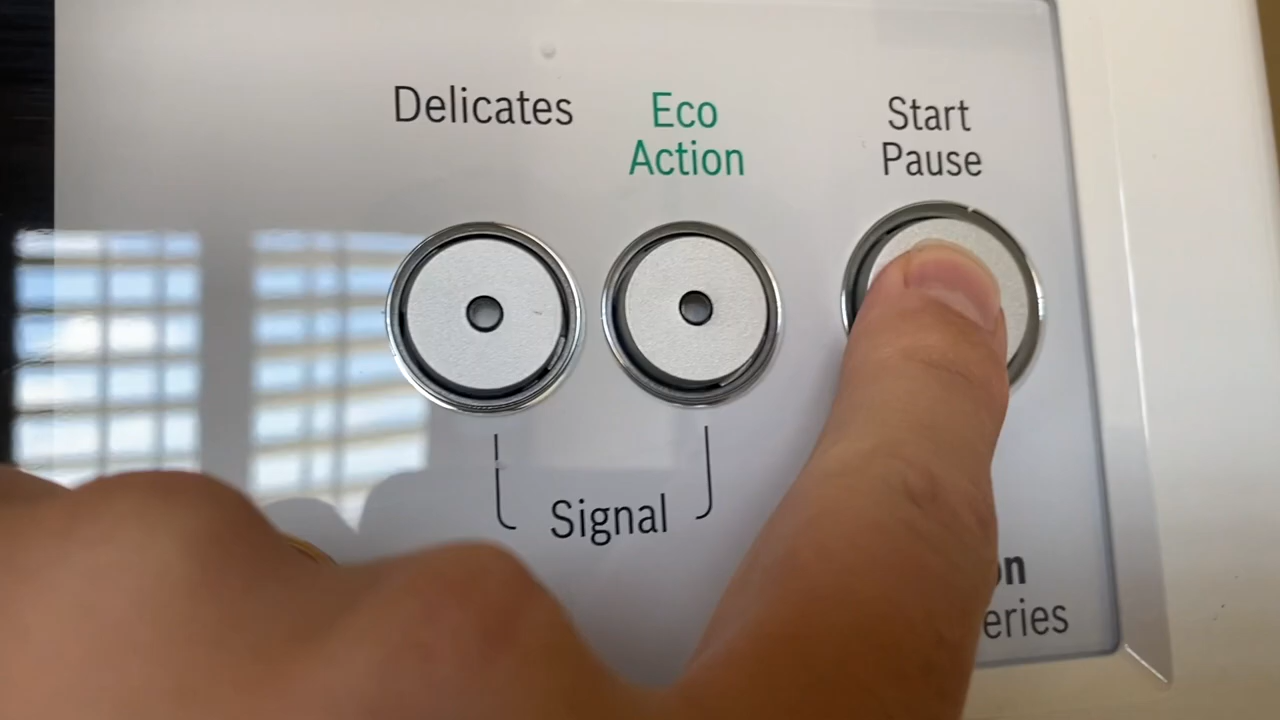 Delicates
Eco
Action
Start
Pause
Signal